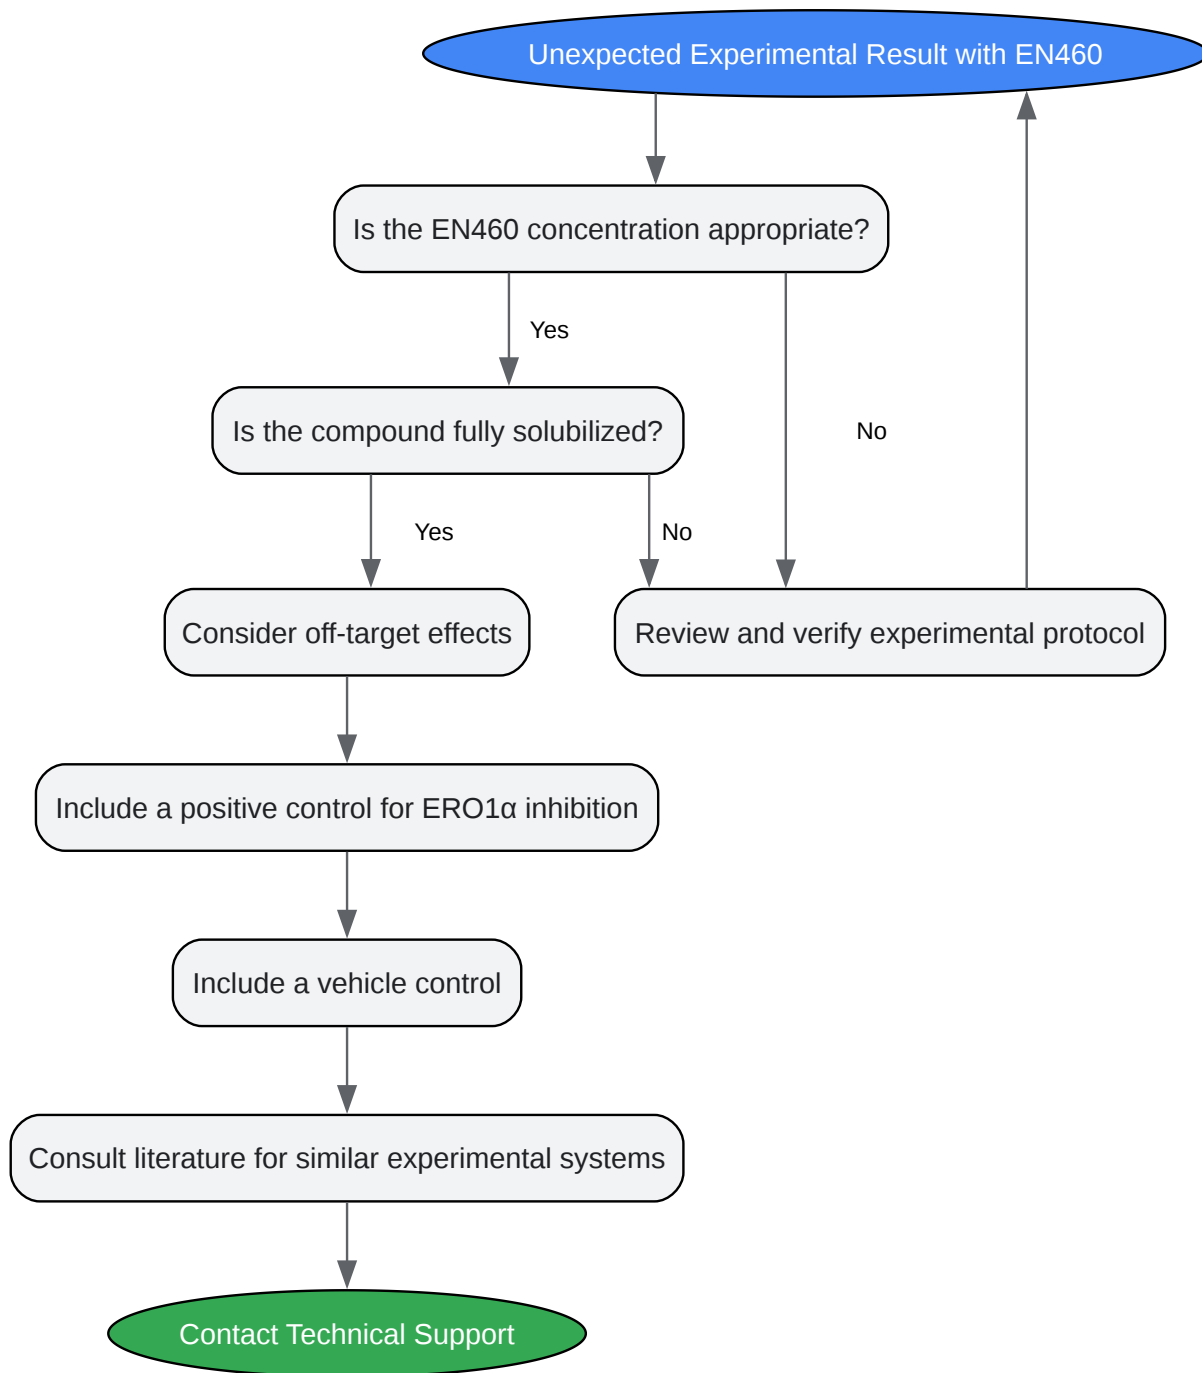 Unexpected Experimental Result with EN460
Is the EN460 concentration appropriate?
Yes
Is the compound fully solubilized?
No
Yes
No
Consider off-target effects
Review and verify experimental protocol
Include a positive control for ERO1α inhibition
Include a vehicle control
Consult literature for similar experimental systems
Contact Technical Support